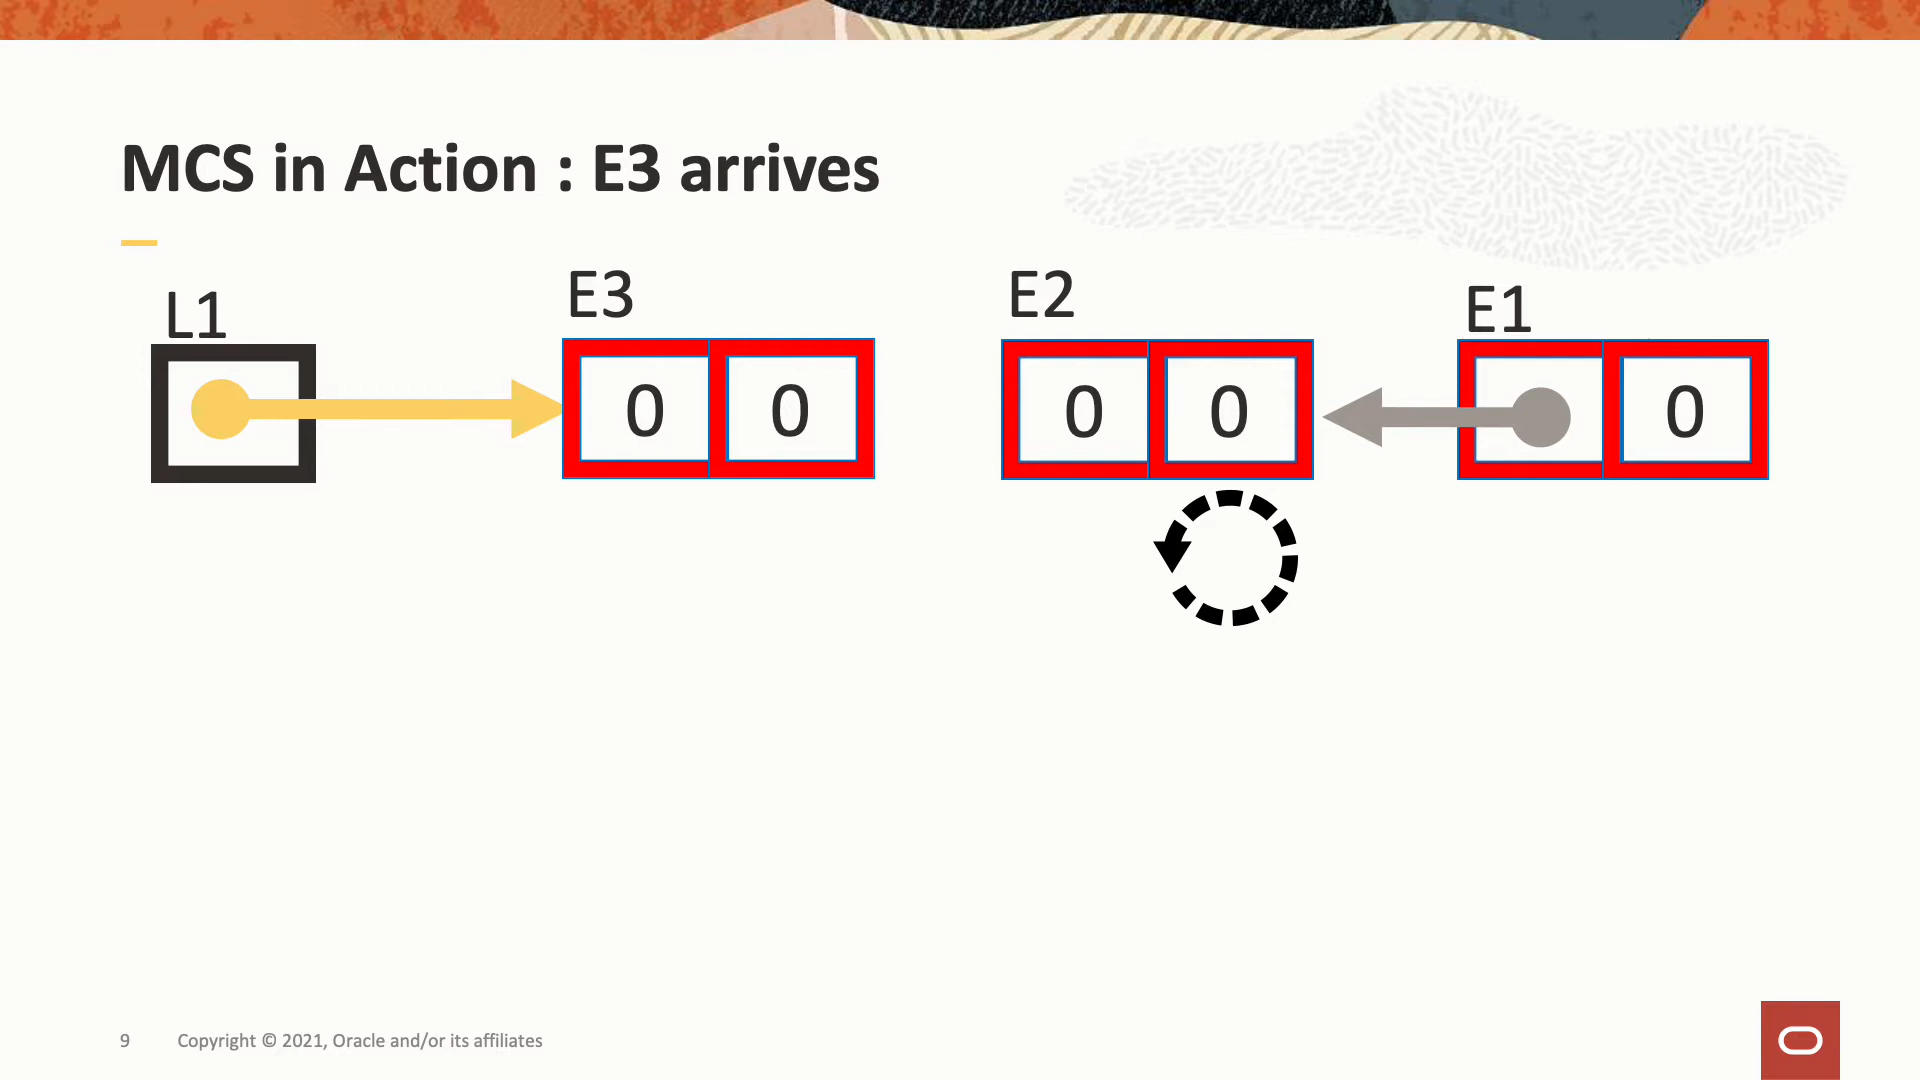 MCS in Action : E3 arrives
L1
E3
E2
E1
0 0
0 0
0
9 Copyright © 2021, Oracle and/or its affiliates